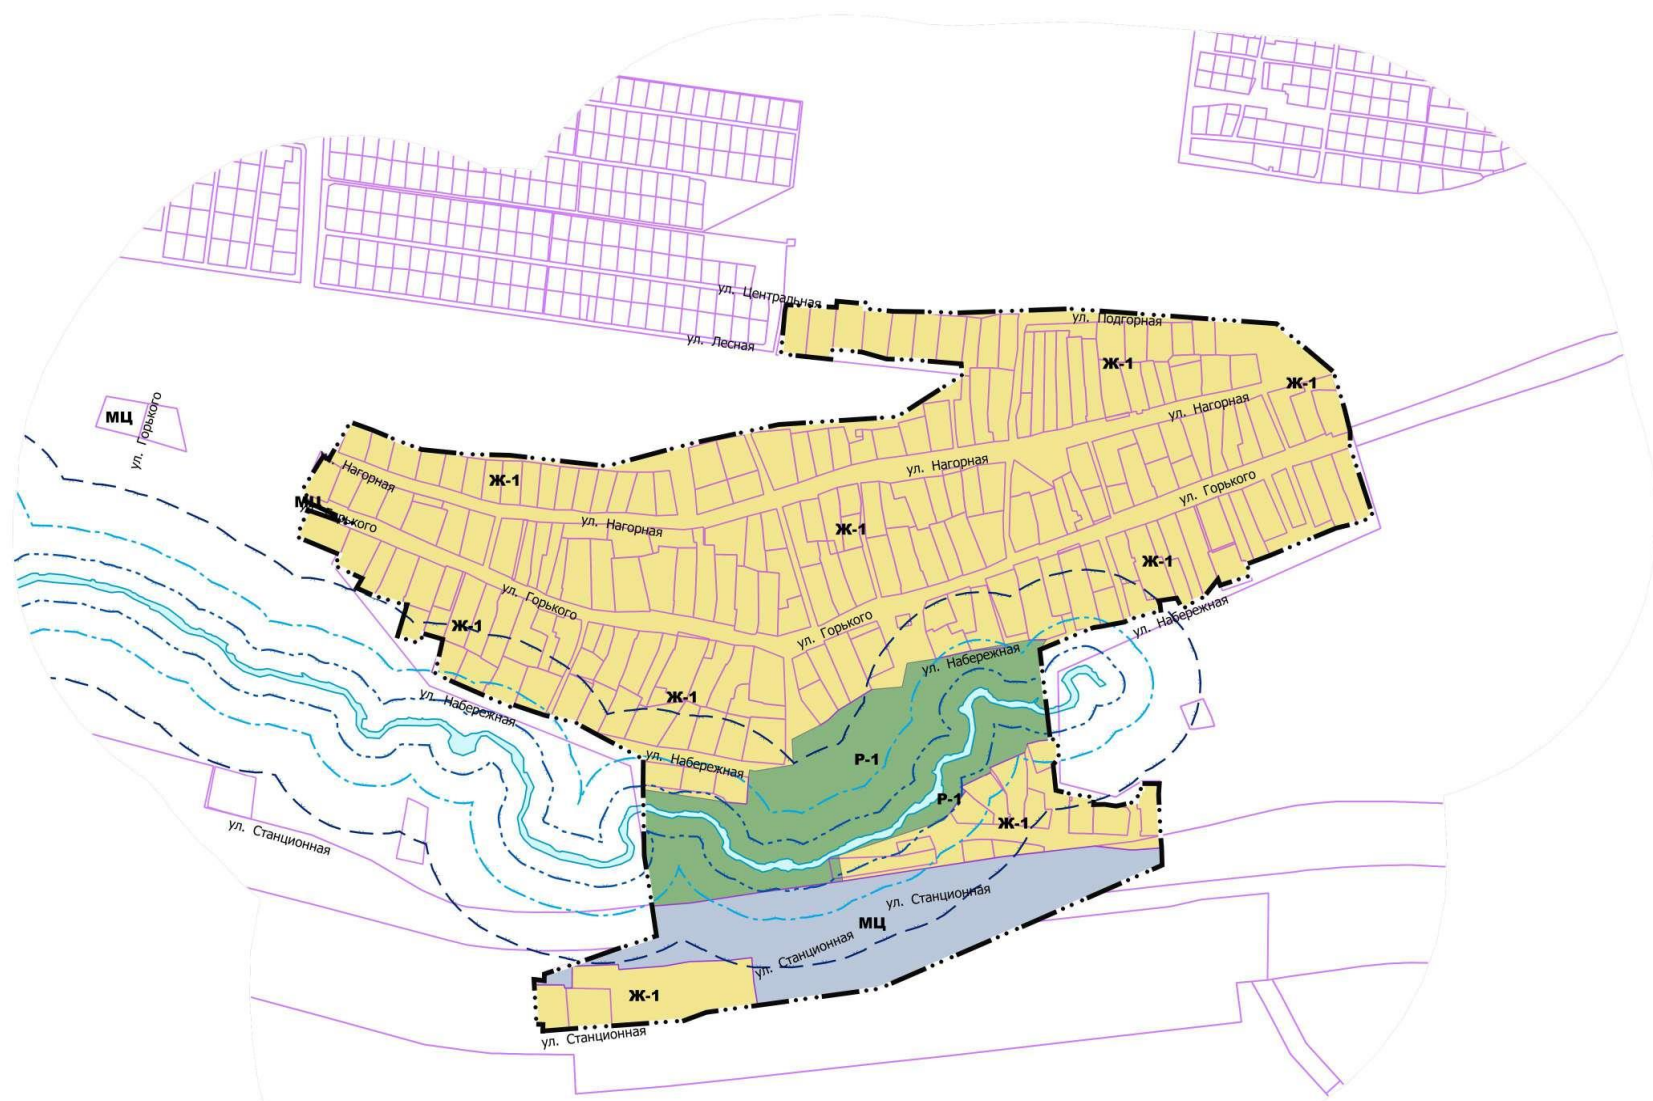 ул. Центральная
ул. Подгорная
ул. Лесная
Ж-1
Ж-1
МЦ
ул. Горького
ул. Нагорная
ул. Нагорная
Нагорная
Ж-1
ул. Горького
МЦ
ул. Нагорная
Ж-1
Ж-1
ул. Горького
ул. Горького
Ж-1
ул. Набережная
ул. Набережная
ул. Набережная
Ж-1
ул. Набережная
Р-1
Р-1
Ж-1
ул. Станционная
ул. Станционная
МЦ
ул. Станционная
Ж-1
ул. Станционная